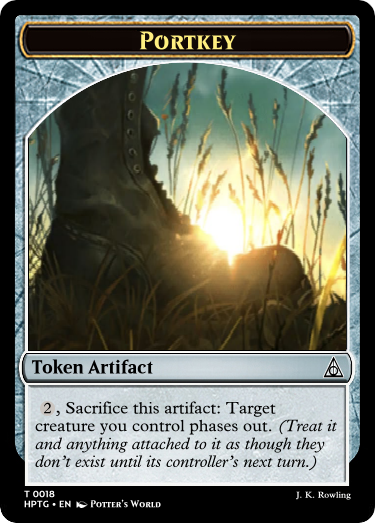 PORTKEY
Token Artifact
2, Sacrifice this artifact: Target
creature you control phases out. (Treat it
and anything attached to it as though they
don't exist until its controller's next turn.)
T 0018
HPTG • EN POTTER'S WORLD
J. K. Rowling